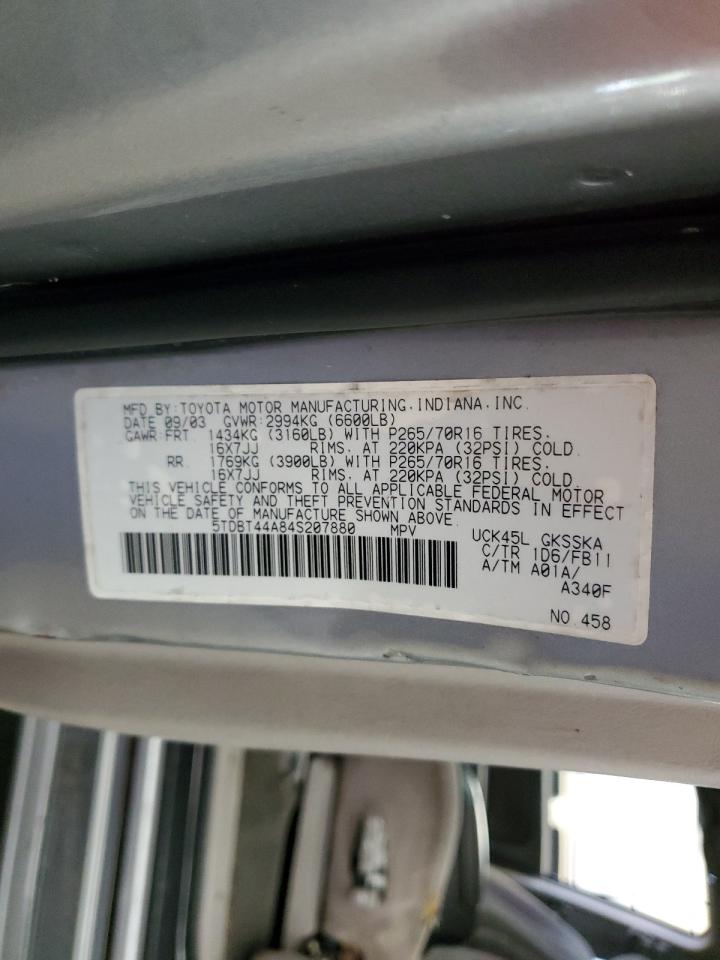 MFD.BY:TOYOTA MOTOR MANUFACTURING.INDIANA.INC.
DATE 09/03 GVWR:2994KG (6600LB)
GAWR:FRT. 1434KG (3160LB) WITH P265/70R16 TIRES.
16X7JJ RIMS. AT 220KPA (32PSI) COLD.
RR. 1769KG (3900LB) WITH P265/70R16 TIRES.
16X7JJ RIMS. AT 220KPA (32PSI) COLD.
THIS VEHICLE CONFORMS TO ALL APPLICABLE FEDERAL MOTOR
VEHICLE SAFETY AND THEFT PREVENTION STANDARDS IN EFFECT
ON THE DATE OF MANUFACTURE SHOWN ABOVE.
5TDBT44A84S207880 MPV
UCK45L GKSSKA
C/TR 1D6/FB11
A/TM A01A/
A340F
NO.458